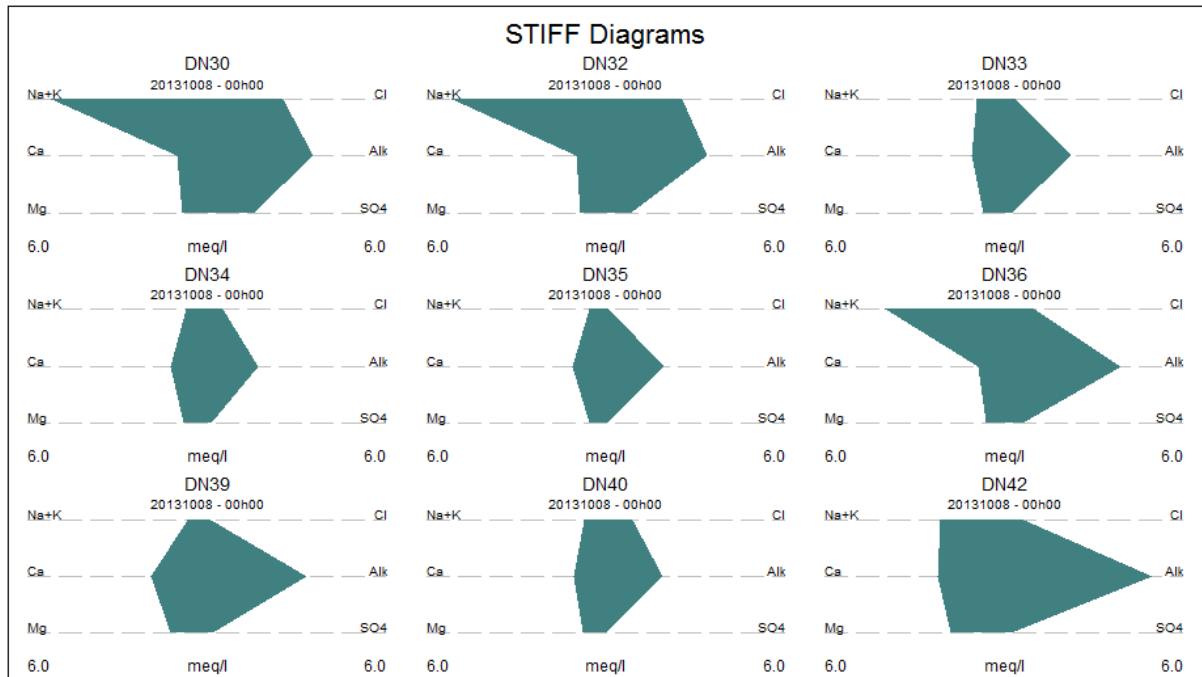 STIFF Diagrams
DN30 DN32 DN33
20131008 - 00h00 20131008 - 00h00 20131008 - 00h00
Na+K Cl Na+K Cl Na+K Cl
Ca Alk Ca Alk Ca Alk
Mg SO4 Mg SO4 Mg SO4
6.0 meq/l 6.0 6.0 meq/l 6.0 6.0 meq/l 6.0
DN34 DN35 DN36
20131008 - 00h00 20131008 - 00h00 20131008 - 00h00
Na+K Cl Na+K Cl Na+K Cl
Ca Alk Ca Alk Ca Alk
Mg SO4 Mg SO4 Mg SO4
6.0 meq/l 6.0 6.0 meq/l 6.0 6.0 meq/l 6.0
DN39 DN40 DN42
20131008 - 00h00 20131008 - 00h00 20131008 - 00h00
Na+K Cl Na+K Cl Na+K Cl
Ca Alk Ca Alk Ca Alk
Mg SO4 Mg SO4 Mg SO4
6.0 meq/l 6.0 6.0 meq/l 6.0 6.0 meq/l 6.0